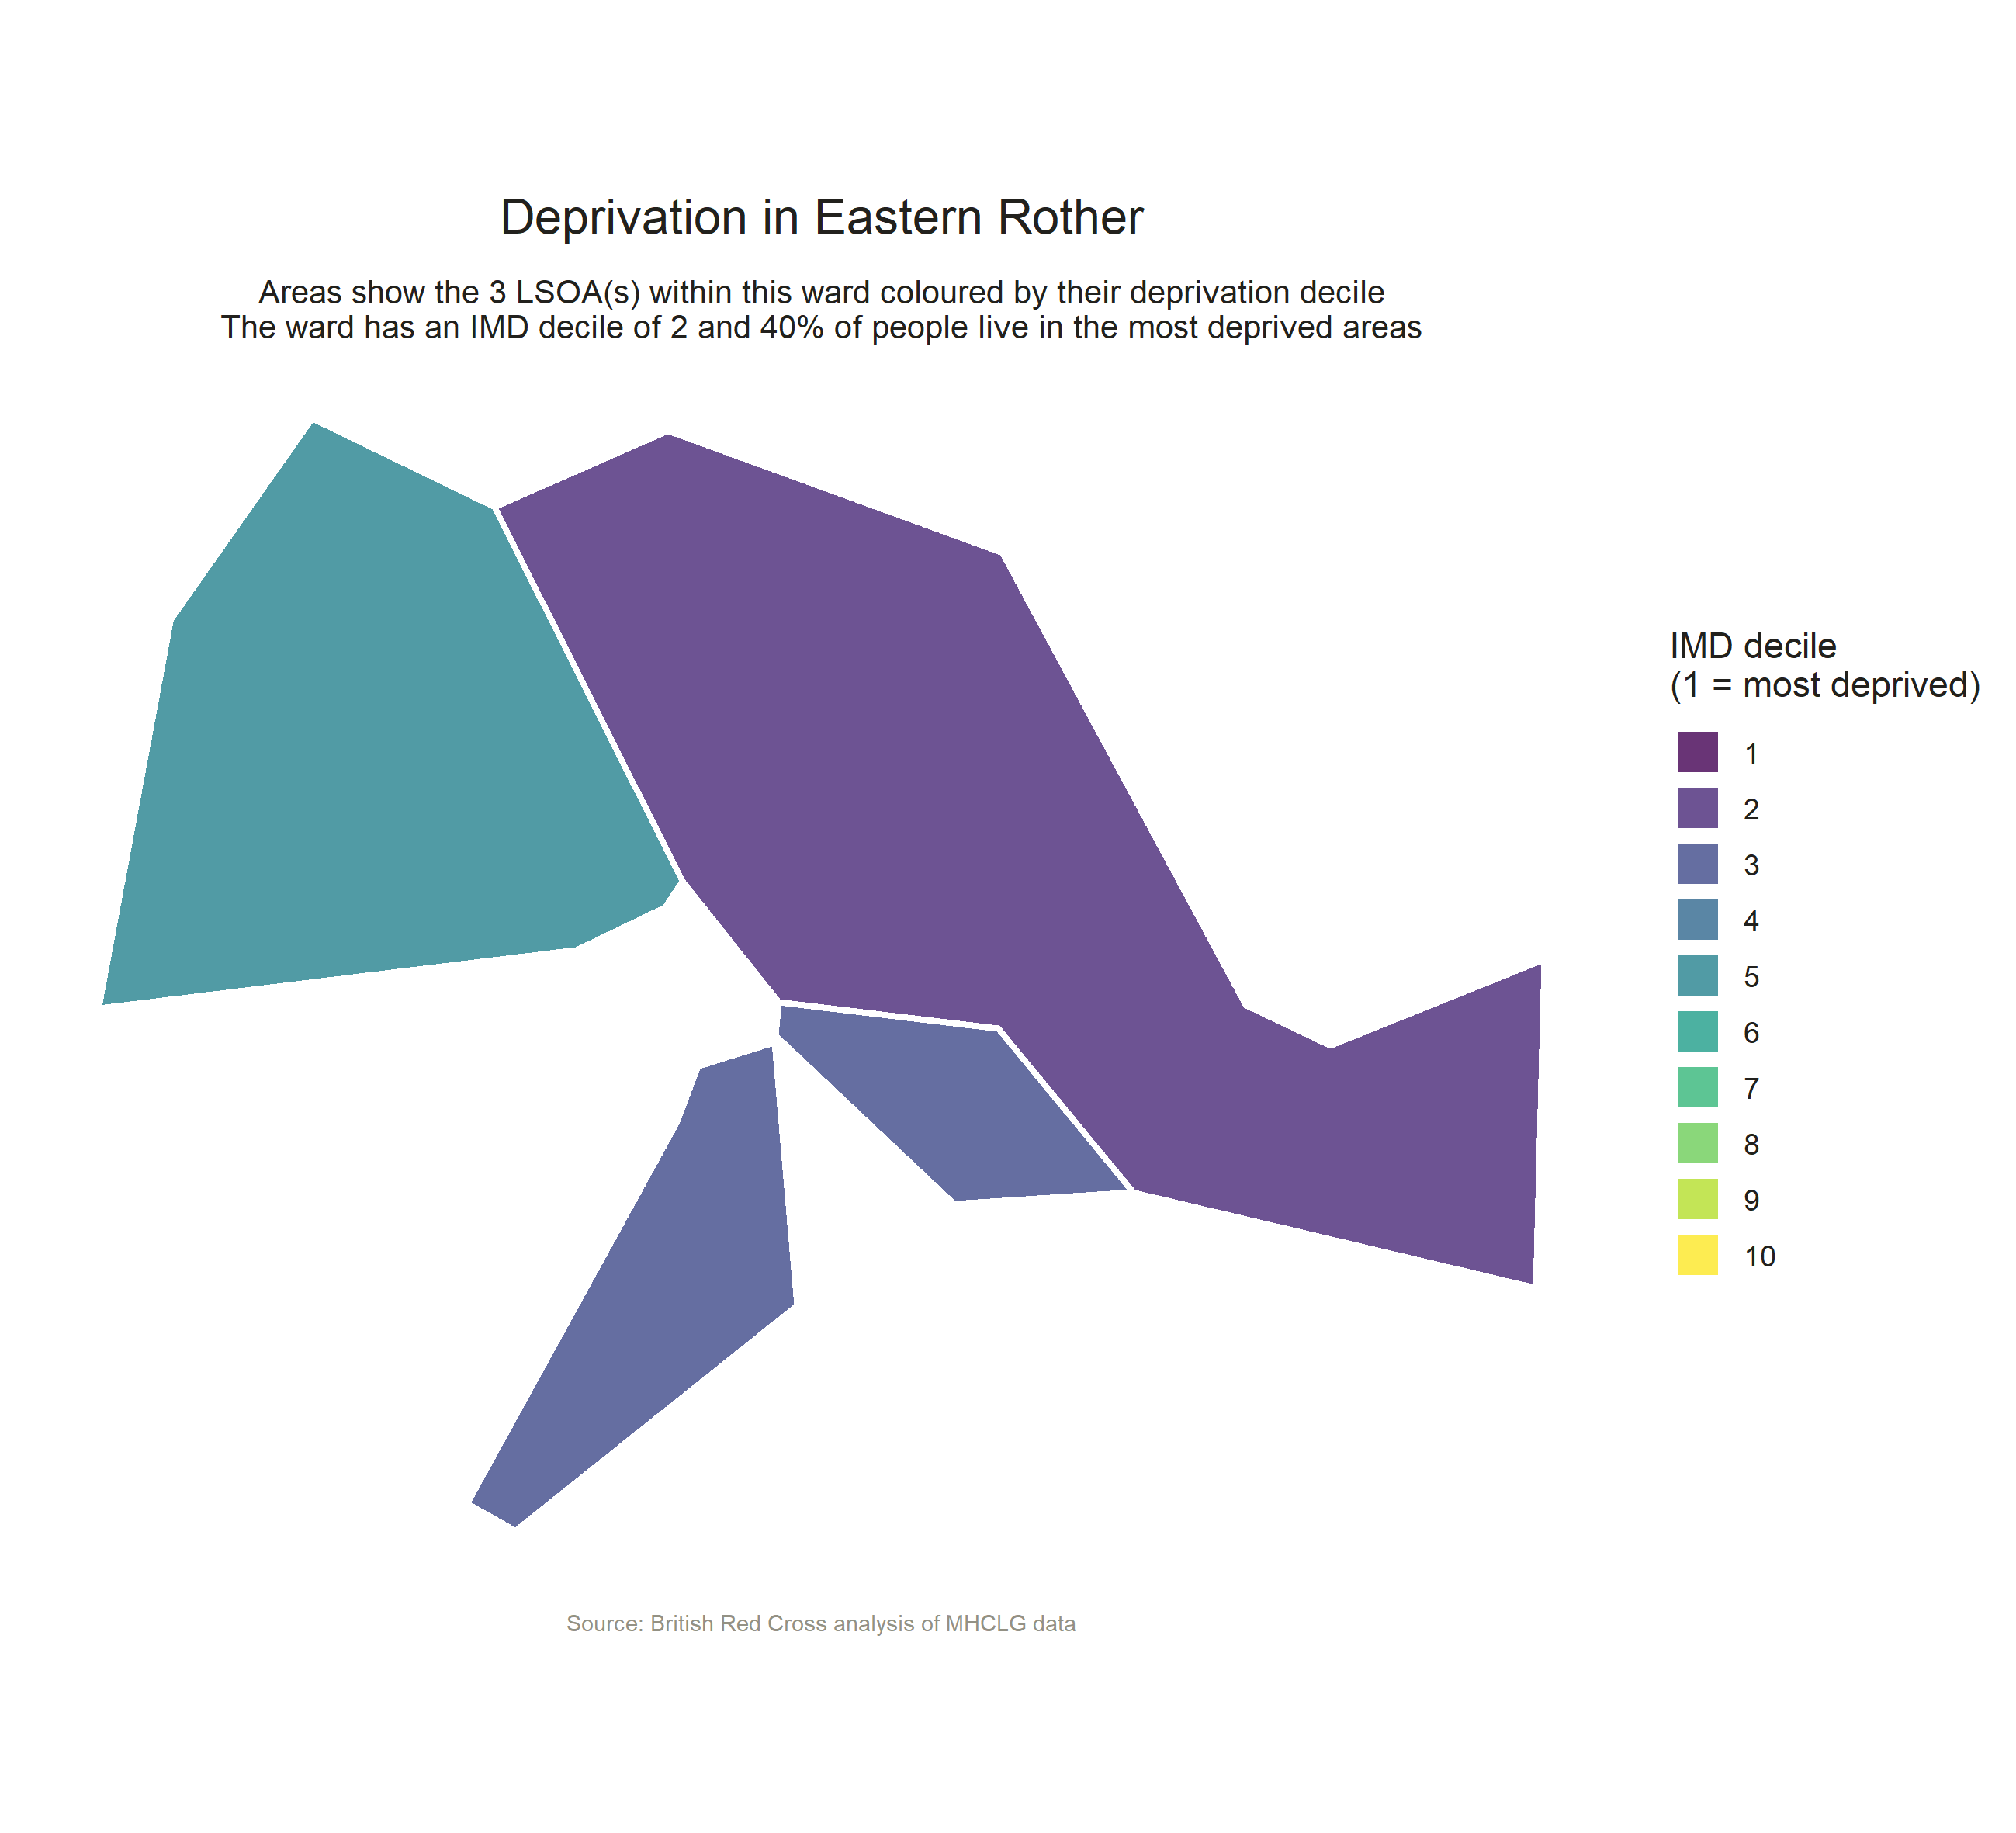 Deprivation in Eastern Rother
Areas show the 3 LSOA(s) within this ward coloured by their deprivation decile
The ward has an IMD decile of 2 and 40% of people live in the most deprived areas
IMD decile
(1 = most deprived)
1
2
3
4
5
6
7
8
9
10
Source: British Red Cross analysis of MHCLG data